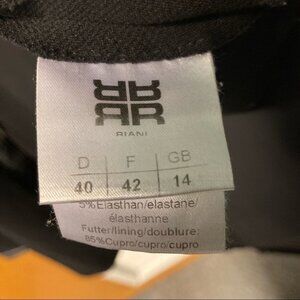 RIANI
D F GB
40 42 14
5%Elasthan/elastane/
élasthanne
Futter/lining/doublure:
85%Cupro/cupro/cupro